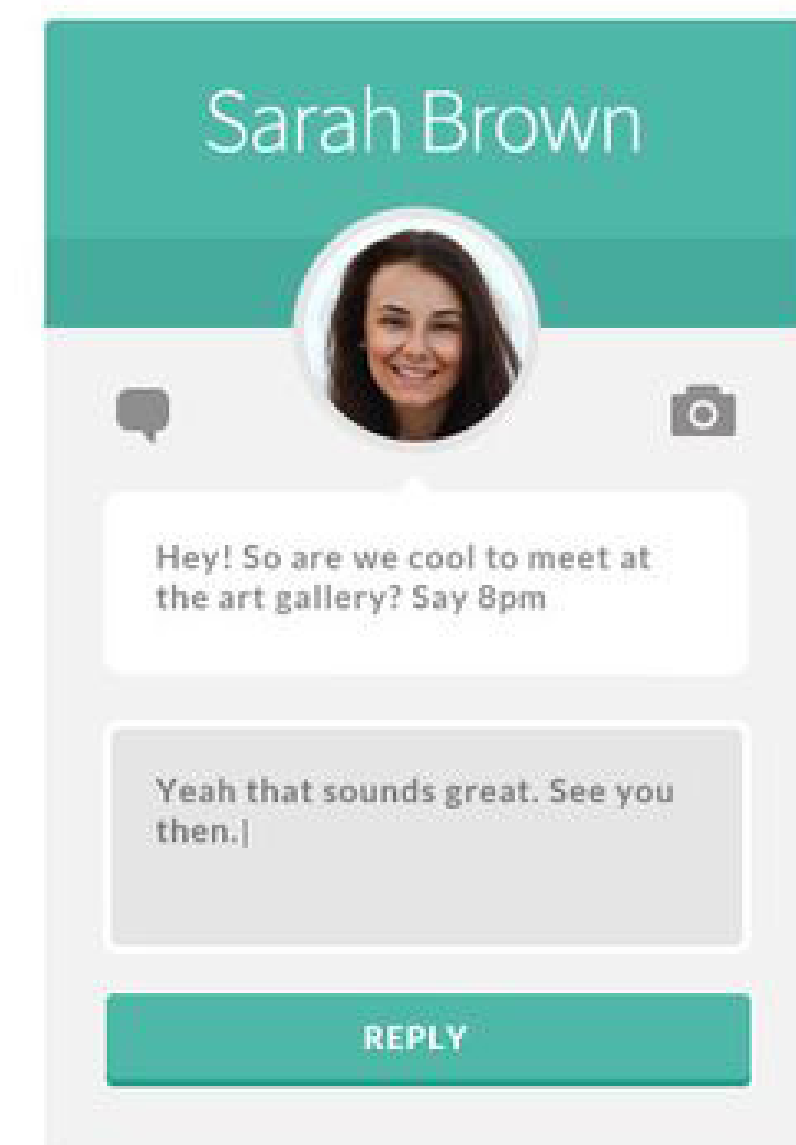 Sarah Brown
Hey! So are we cool to meet at
the art gallery? Say 8pm
Yeah that sounds great. See you
then.
REPLY